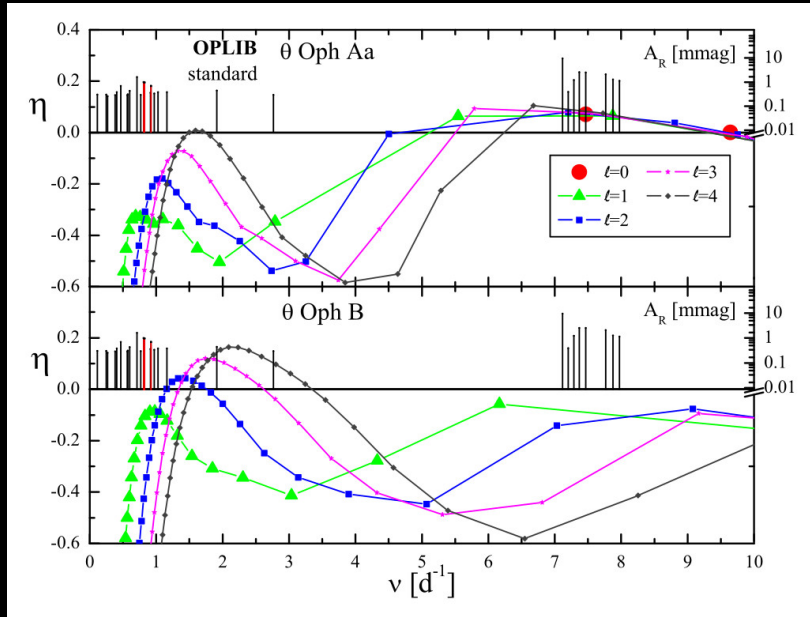 0.4
OPLIB
standard
θ Oph Aa
A_R [mmag]
10
0.2
1
η
0.1
0.0
0.01
ℓ=0
ℓ=3
-0.2
ℓ=1
ℓ=4
ℓ=2
-0.4
-0.6
θ Oph B
A_R [mmag]
10
0.2
1
η
0.1
0.0
0.01
-0.2
-0.4
-0.6
0 1 2 3 4 5 6 7 8 9 10
ν [d⁻¹]